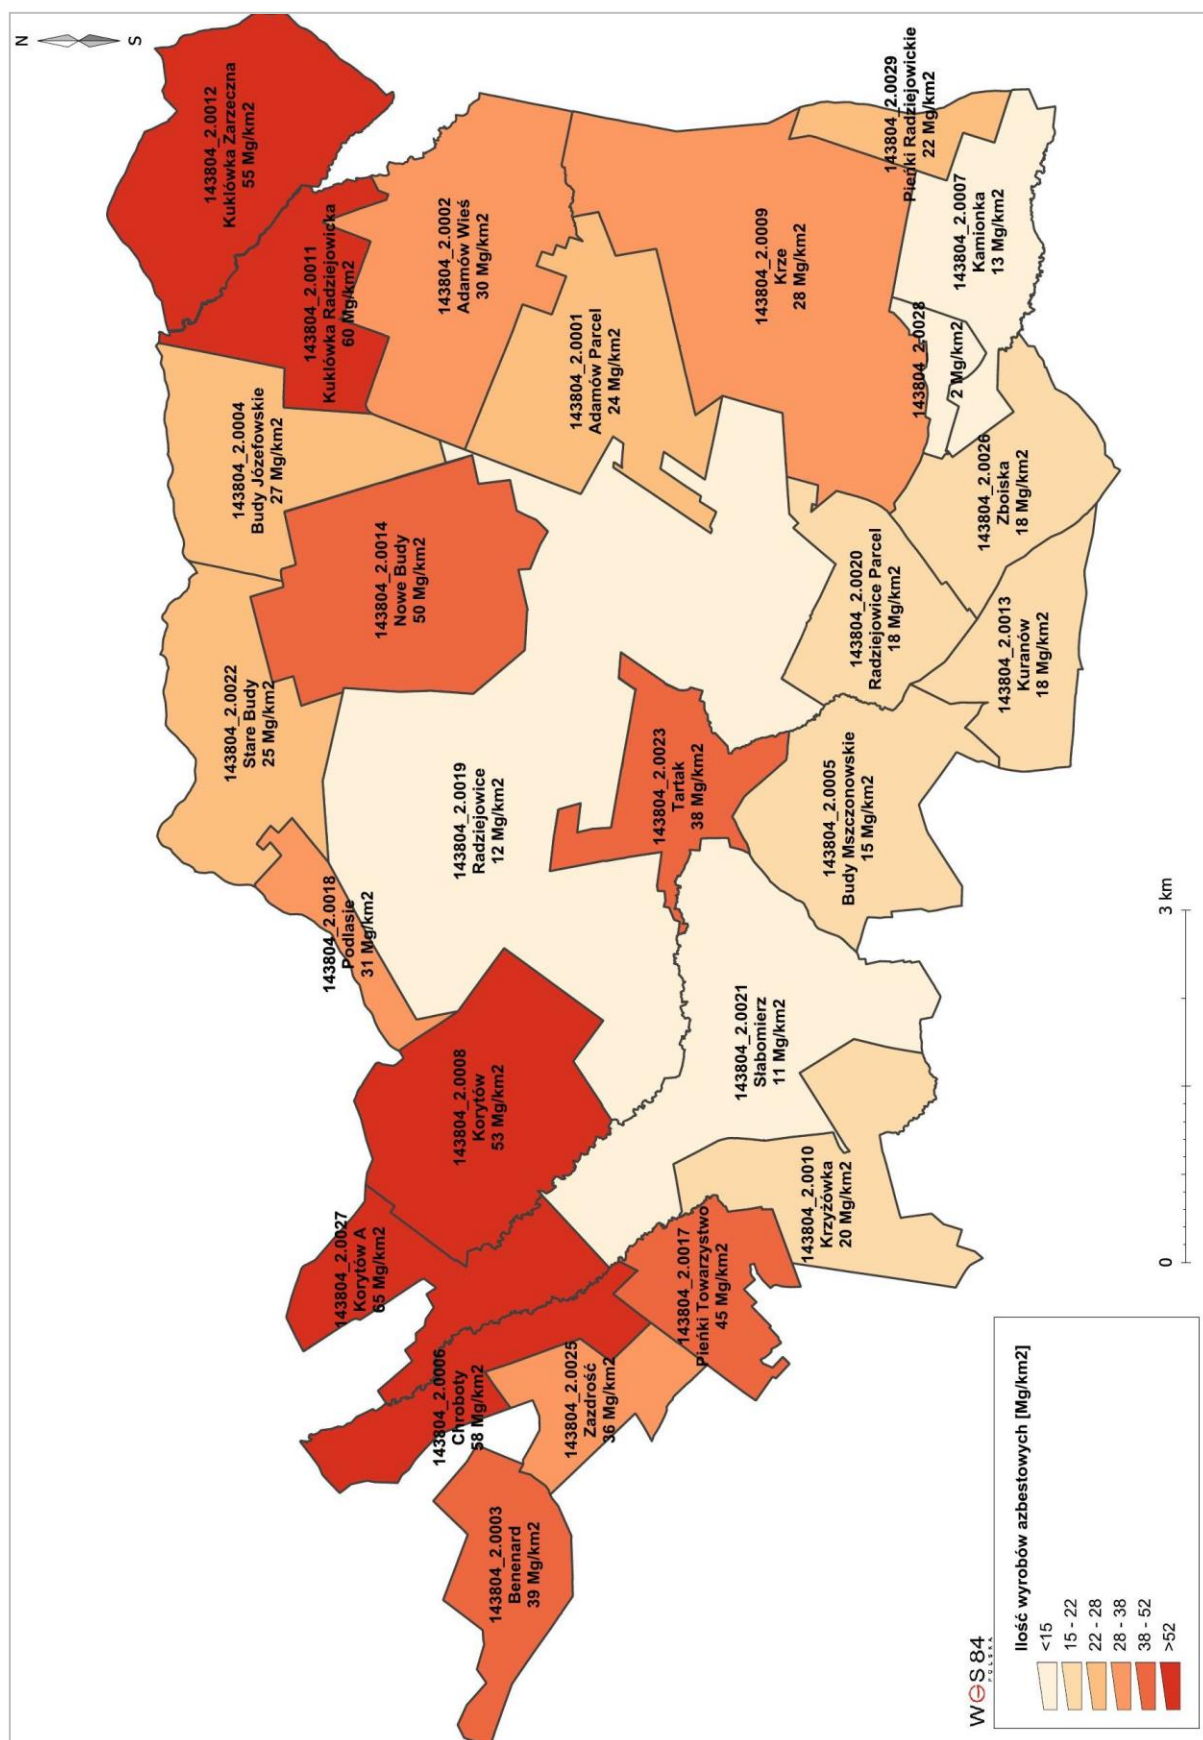 N
S
143804_2.0012
Kuklówka Zarzeczna
55 Mg/km2
143804_2.0011
Kuklówka Radziejowicka
60 Mg/km2
143804_2.0004
Budy Józefowskie
27 Mg/km2
143804_2.0002
Adamów Wieś
30 Mg/km2
143804_2.0029
Pieńki Radziejowickie
22 Mg/km2
143804_2.0007
Kamionka
13 Mg/km2
143804_2.0009
Krze
28 Mg/km2
143804_2.0001
Adamów Parcel
24 Mg/km2
143804_2.0028
2 Mg/km2
143804_2.0026
Zboiska
18 Mg/km2
143804_2.0014
Nowe Budy
50 Mg/km2
143804_2.0020
Radziejowice Parcel
18 Mg/km2
143804_2.0013
Kuranów
18 Mg/km2
143804_2.0022
Stare Budy
25 Mg/km2
143804_2.0019
Radziejowice
12 Mg/km2
143804_2.0023
Tartak
38 Mg/km2
143804_2.0005
Budy Mszczonowskie
15 Mg/km2
143804_2.0018
Podlasie
31 Mg/km2
143804_2.0008
Korytów
53 Mg/km2
143804_2.0021
Słabomierz
11 Mg/km2
143804_2.0010
Krzyżówka
20 Mg/km2
143804_2.0027
Korytów A
65 Mg/km2
143804_2.0017
Pieńki Towarzystwo
45 Mg/km2
143804_2.0006
Chroboty
58 Mg/km2
143804_2.0025
Zazdrość
36 Mg/km2
143804_2.0003
Benenard
39 Mg/km2
0
3 km
WGS 84
POLSKA
Ilość wyrobów azbestowych [Mg/km2]
<15
15 - 22
22 - 28
28 - 38
38 - 52
>52